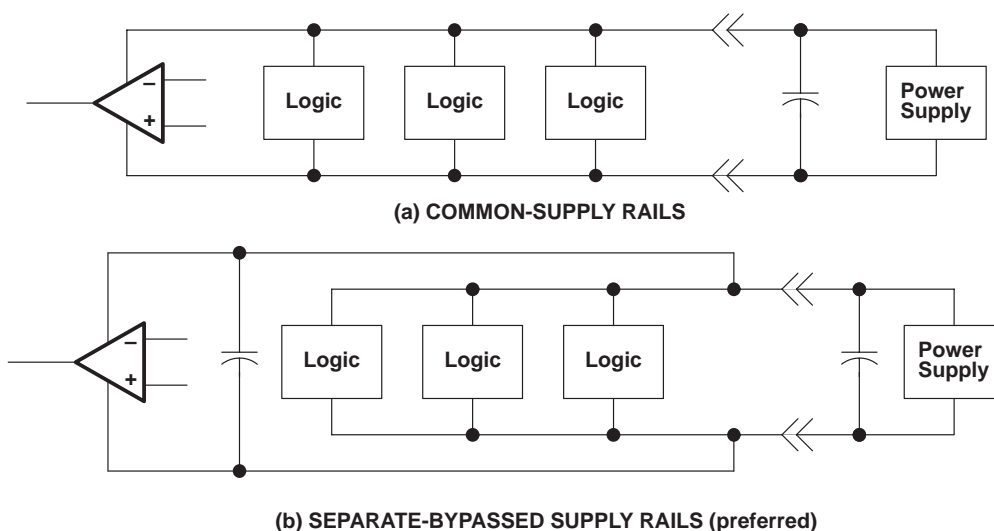 –
+
Logic
Logic
Logic
Power
Supply
(a) COMMON-SUPPLY RAILS
–
+
Logic
Logic
Logic
Power
Supply
(b) SEPARATE-BYPASSED SUPPLY RAILS (preferred)